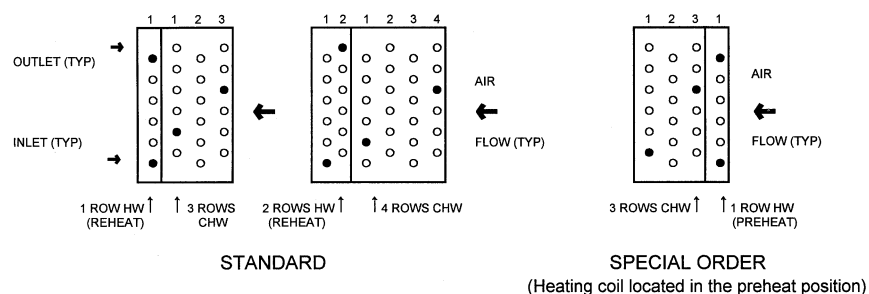 1 1 2 3
1 2 1 2 3 4
1 2 3 1
OUTLET (TYP)
INLET (TYP)
AIR
FLOW (TYP)
AIR
FLOW (TYP)
1 ROW HW
(REHEAT)
3 ROWS
CHW
2 ROWS HW
(REHEAT)
4 ROWS CHW
3 ROWS CHW
1 ROW HW
(PREHEAT)
STANDARD
SPECIAL ORDER
(Heating coil located in the preheat position)